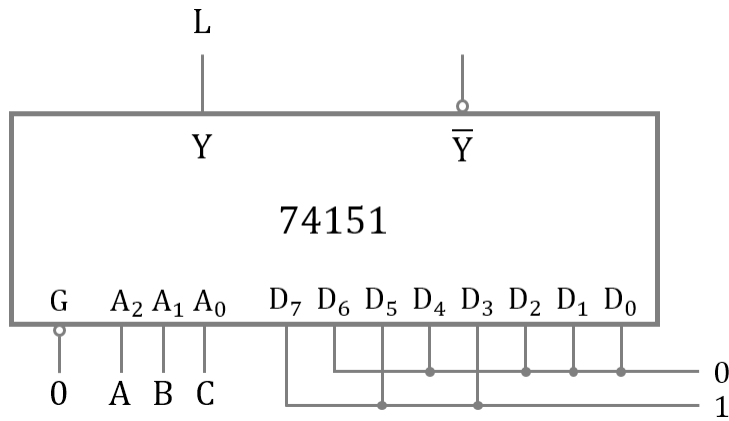 L
Y Y̅
74151
G A₂ A₁ A₀ D₇ D₆ D₅ D₄ D₃ D₂ D₁ D₀
0 A B C 0
1